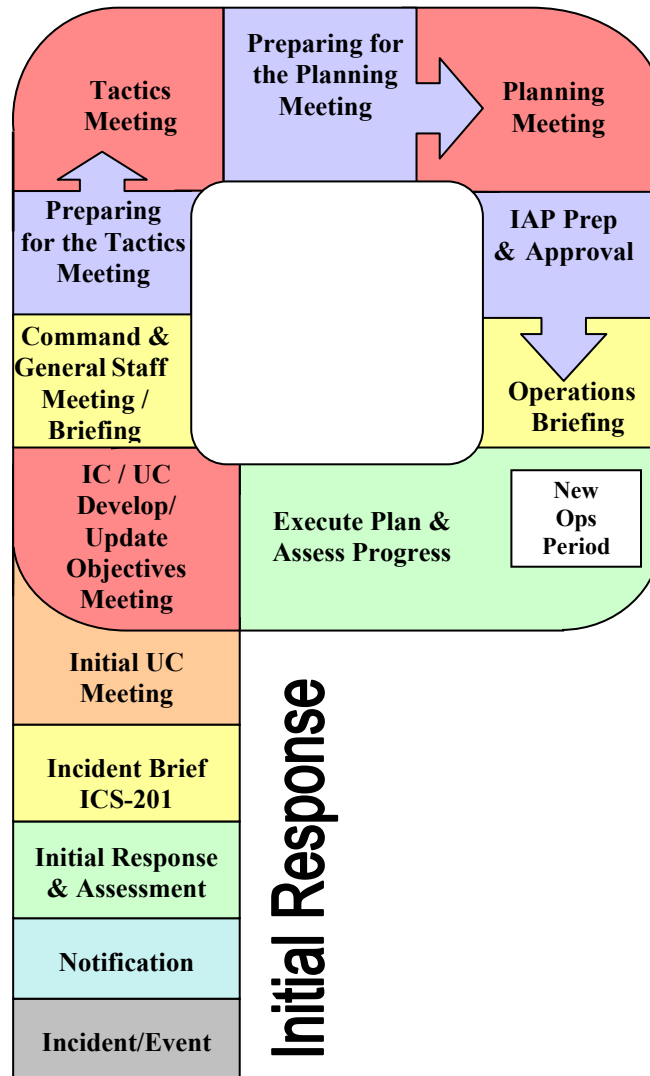 Tactics
Meeting
Preparing for
the Planning
Meeting
Planning
Meeting
Preparing
for the Tactics
Meeting
IAP Prep
& Approval
Command &
General Staff
Meeting /
Briefing
Operations
Briefing
IC / UC
Develop/
Update
Objectives
Meeting
Execute Plan &
Assess Progress
New
Ops
Period
Initial UC
Meeting
Incident Brief
ICS-201
Initial Response
& Assessment
Notification
Incident/Event
Initial Response